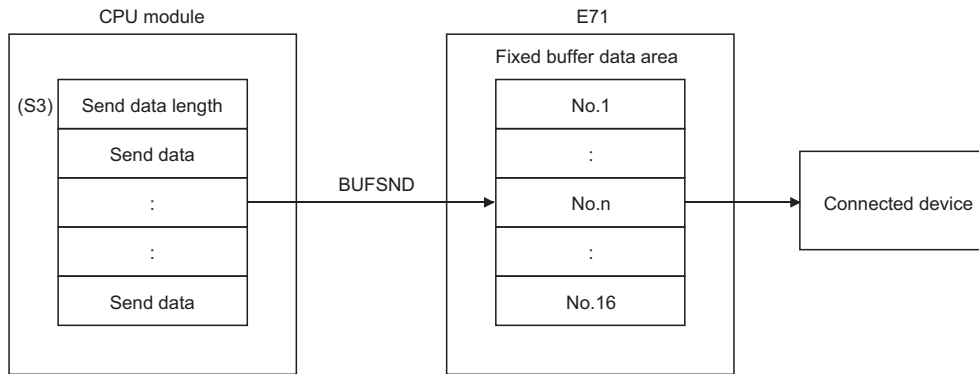 CPU module
E71
Fixed buffer data area
(S3)
Send data length
No.1
Send data
:
:
BUFSND
No.n
Connected device
:
:
Send data
No.16